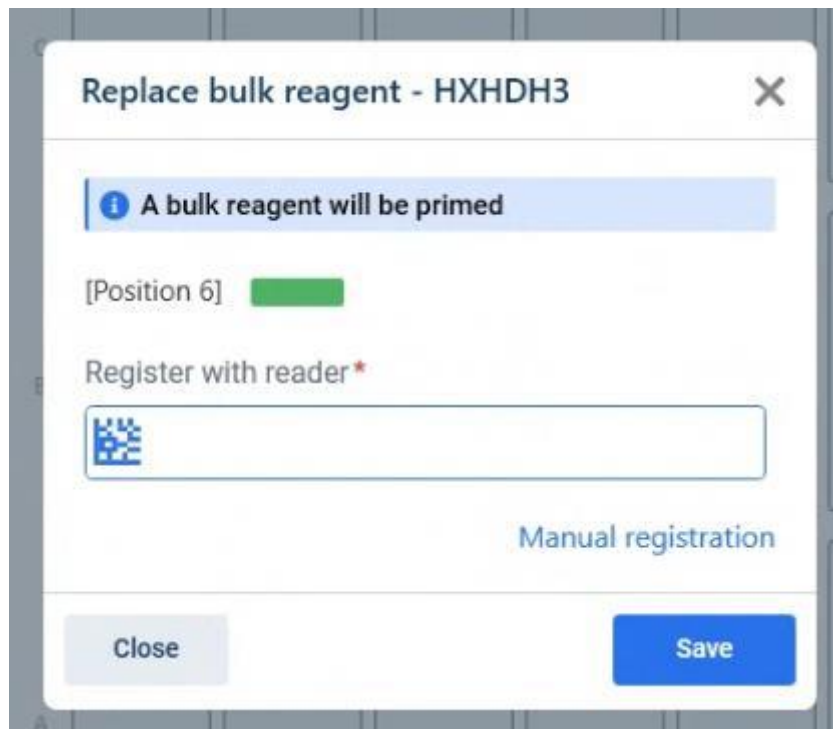 Replace bulk reagent - HXHDH3
A bulk reagent will be primed
[Position 6]
Register with reader*
Manual registration
Close
Save